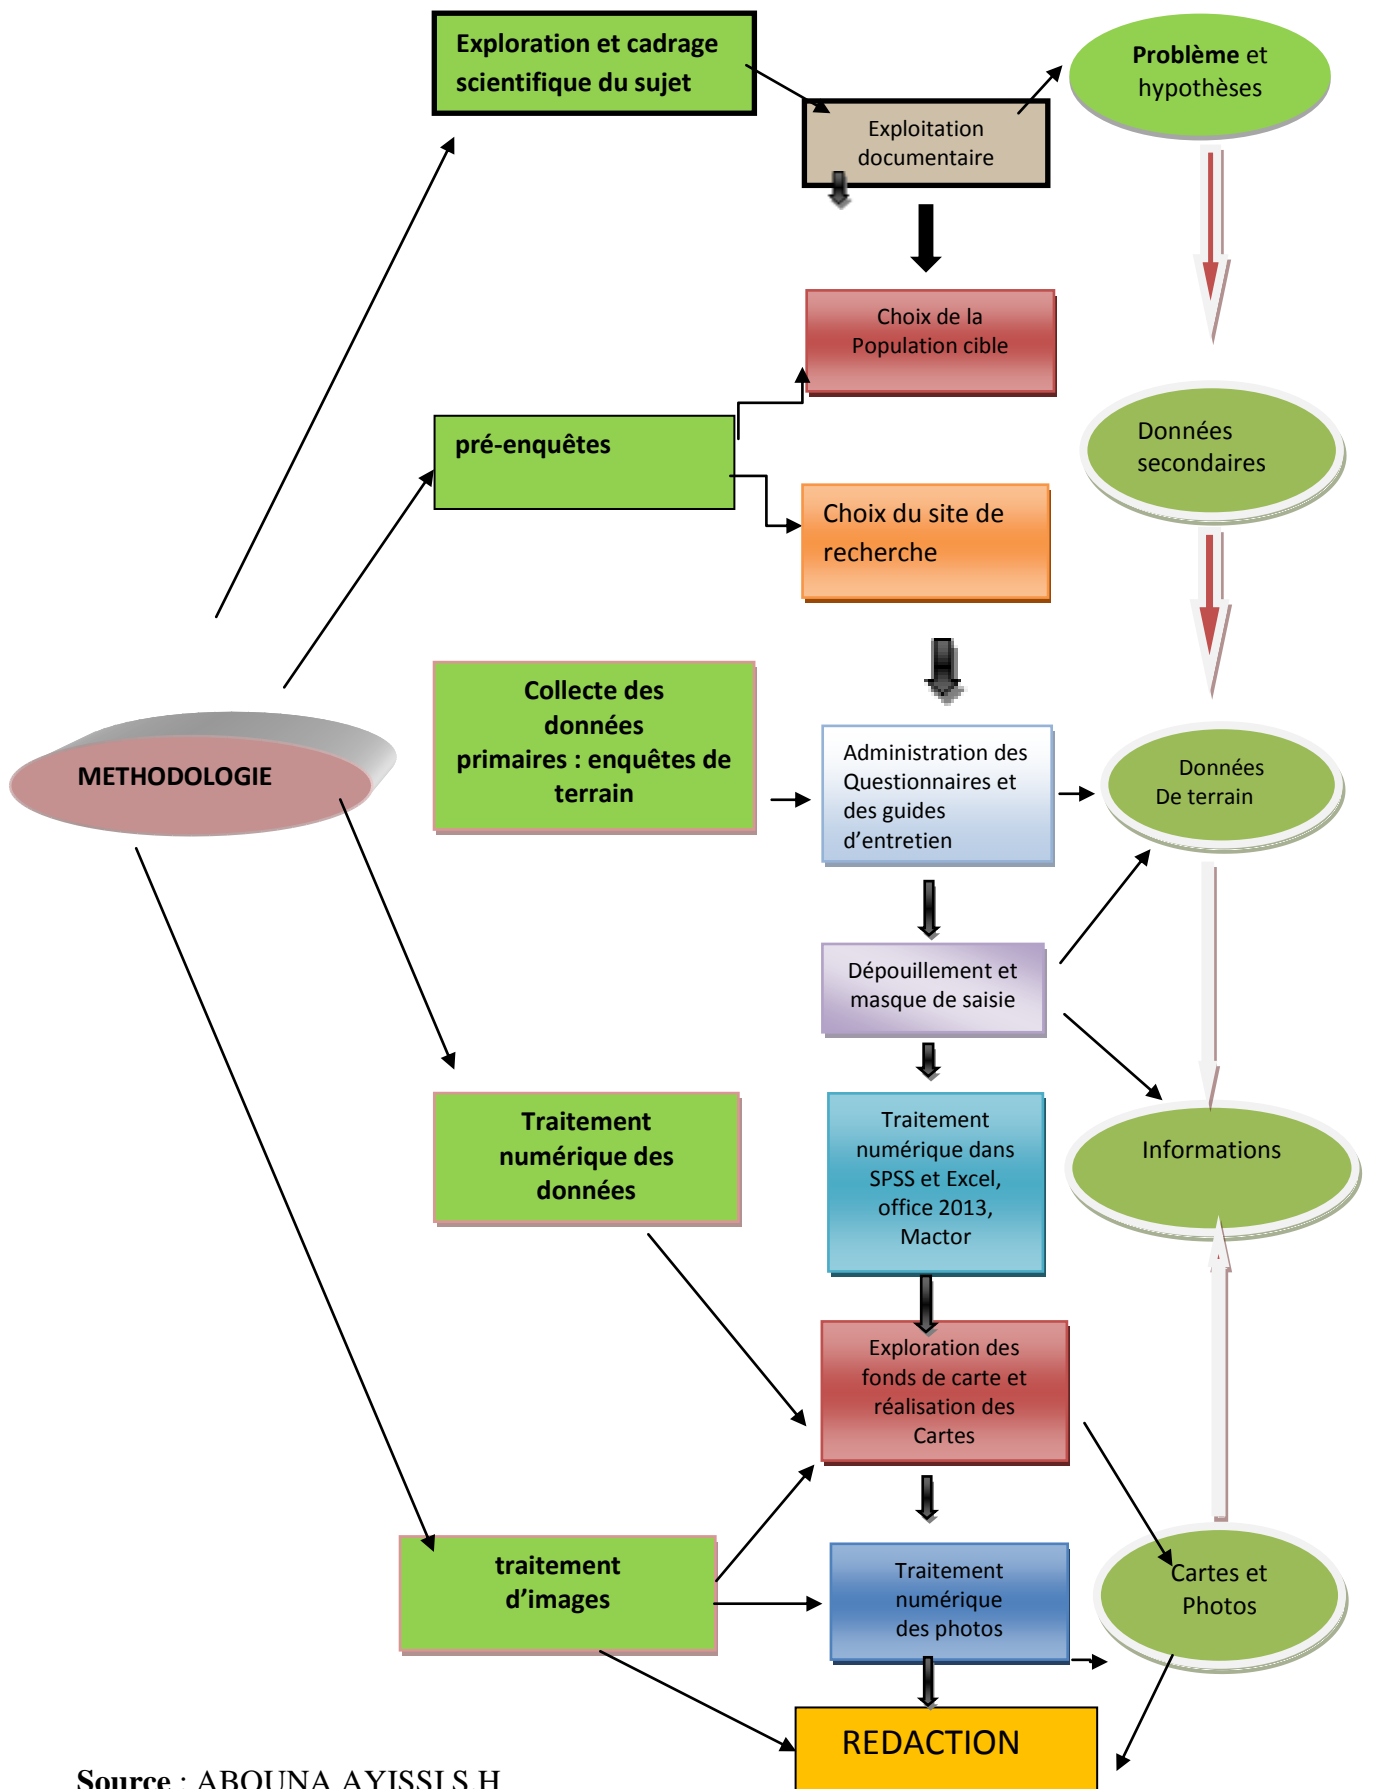 Exploration et cadrage
scientifique du sujet
Problème et
hypothèses
Exploitation
documentaire
Choix de la
Population cible
pré-enquêtes
Données
secondaires
Choix du site de
recherche
Collecte des
données
primaires : enquêtes de
terrain
METHODOLOGIE
Administration des
Questionnaires et
des guides
d’entretien
Données
De terrain
Dépouillement et
masque de saisie
Traitement
numérique des
données
Traitement
numérique dans
SPSS et Excel,
office 2013,
Mactor
Informations
Exploration des
fonds de carte et
réalisation des
Cartes
traitement
d’images
Traitement
numérique
des photos
Cartes et
Photos
REDACTION
Source : ABOUNA AYISSI S H